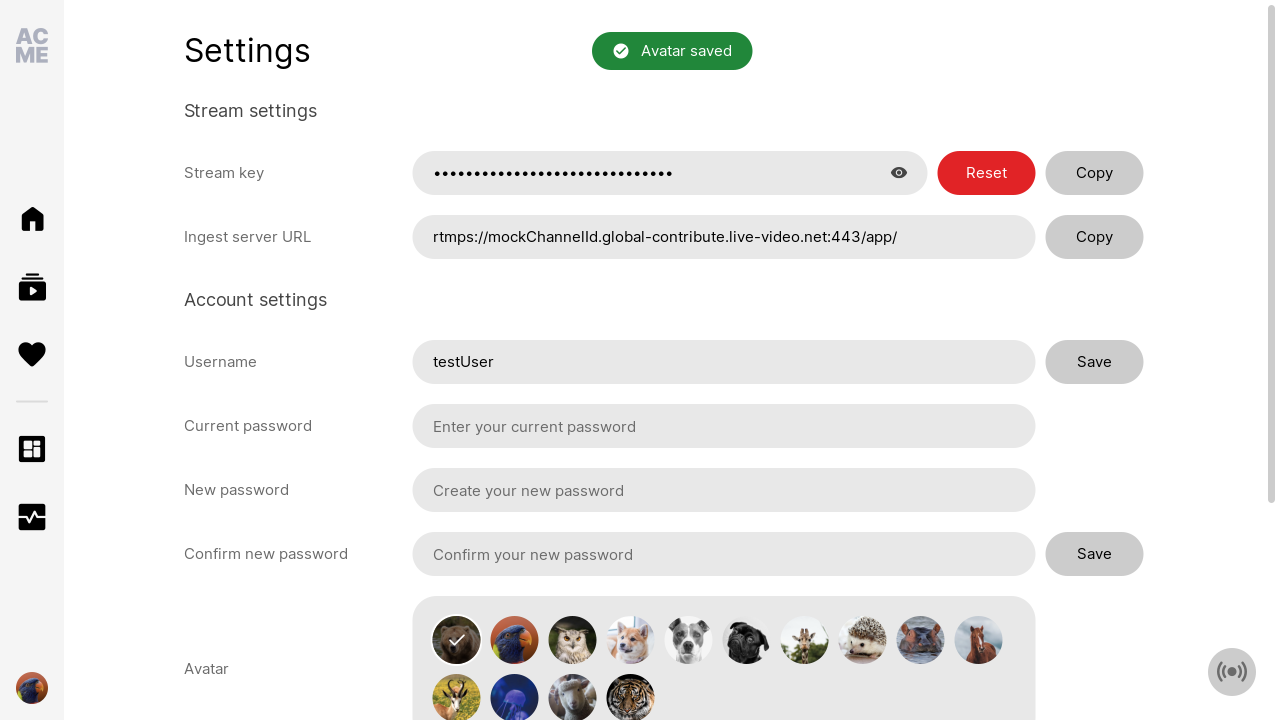 AC
ME
Settings
Avatar saved
Stream settings
Stream key
••••••••••••••••••••••••••••••
Reset
Copy
Ingest server URL
rtmps://mockChannelId.global-contribute.live-video.net:443/app/
Copy
Account settings
Username
testUser
Save
Current password
Enter your current password
New password
Create your new password
Confirm new password
Confirm your new password
Save
Avatar